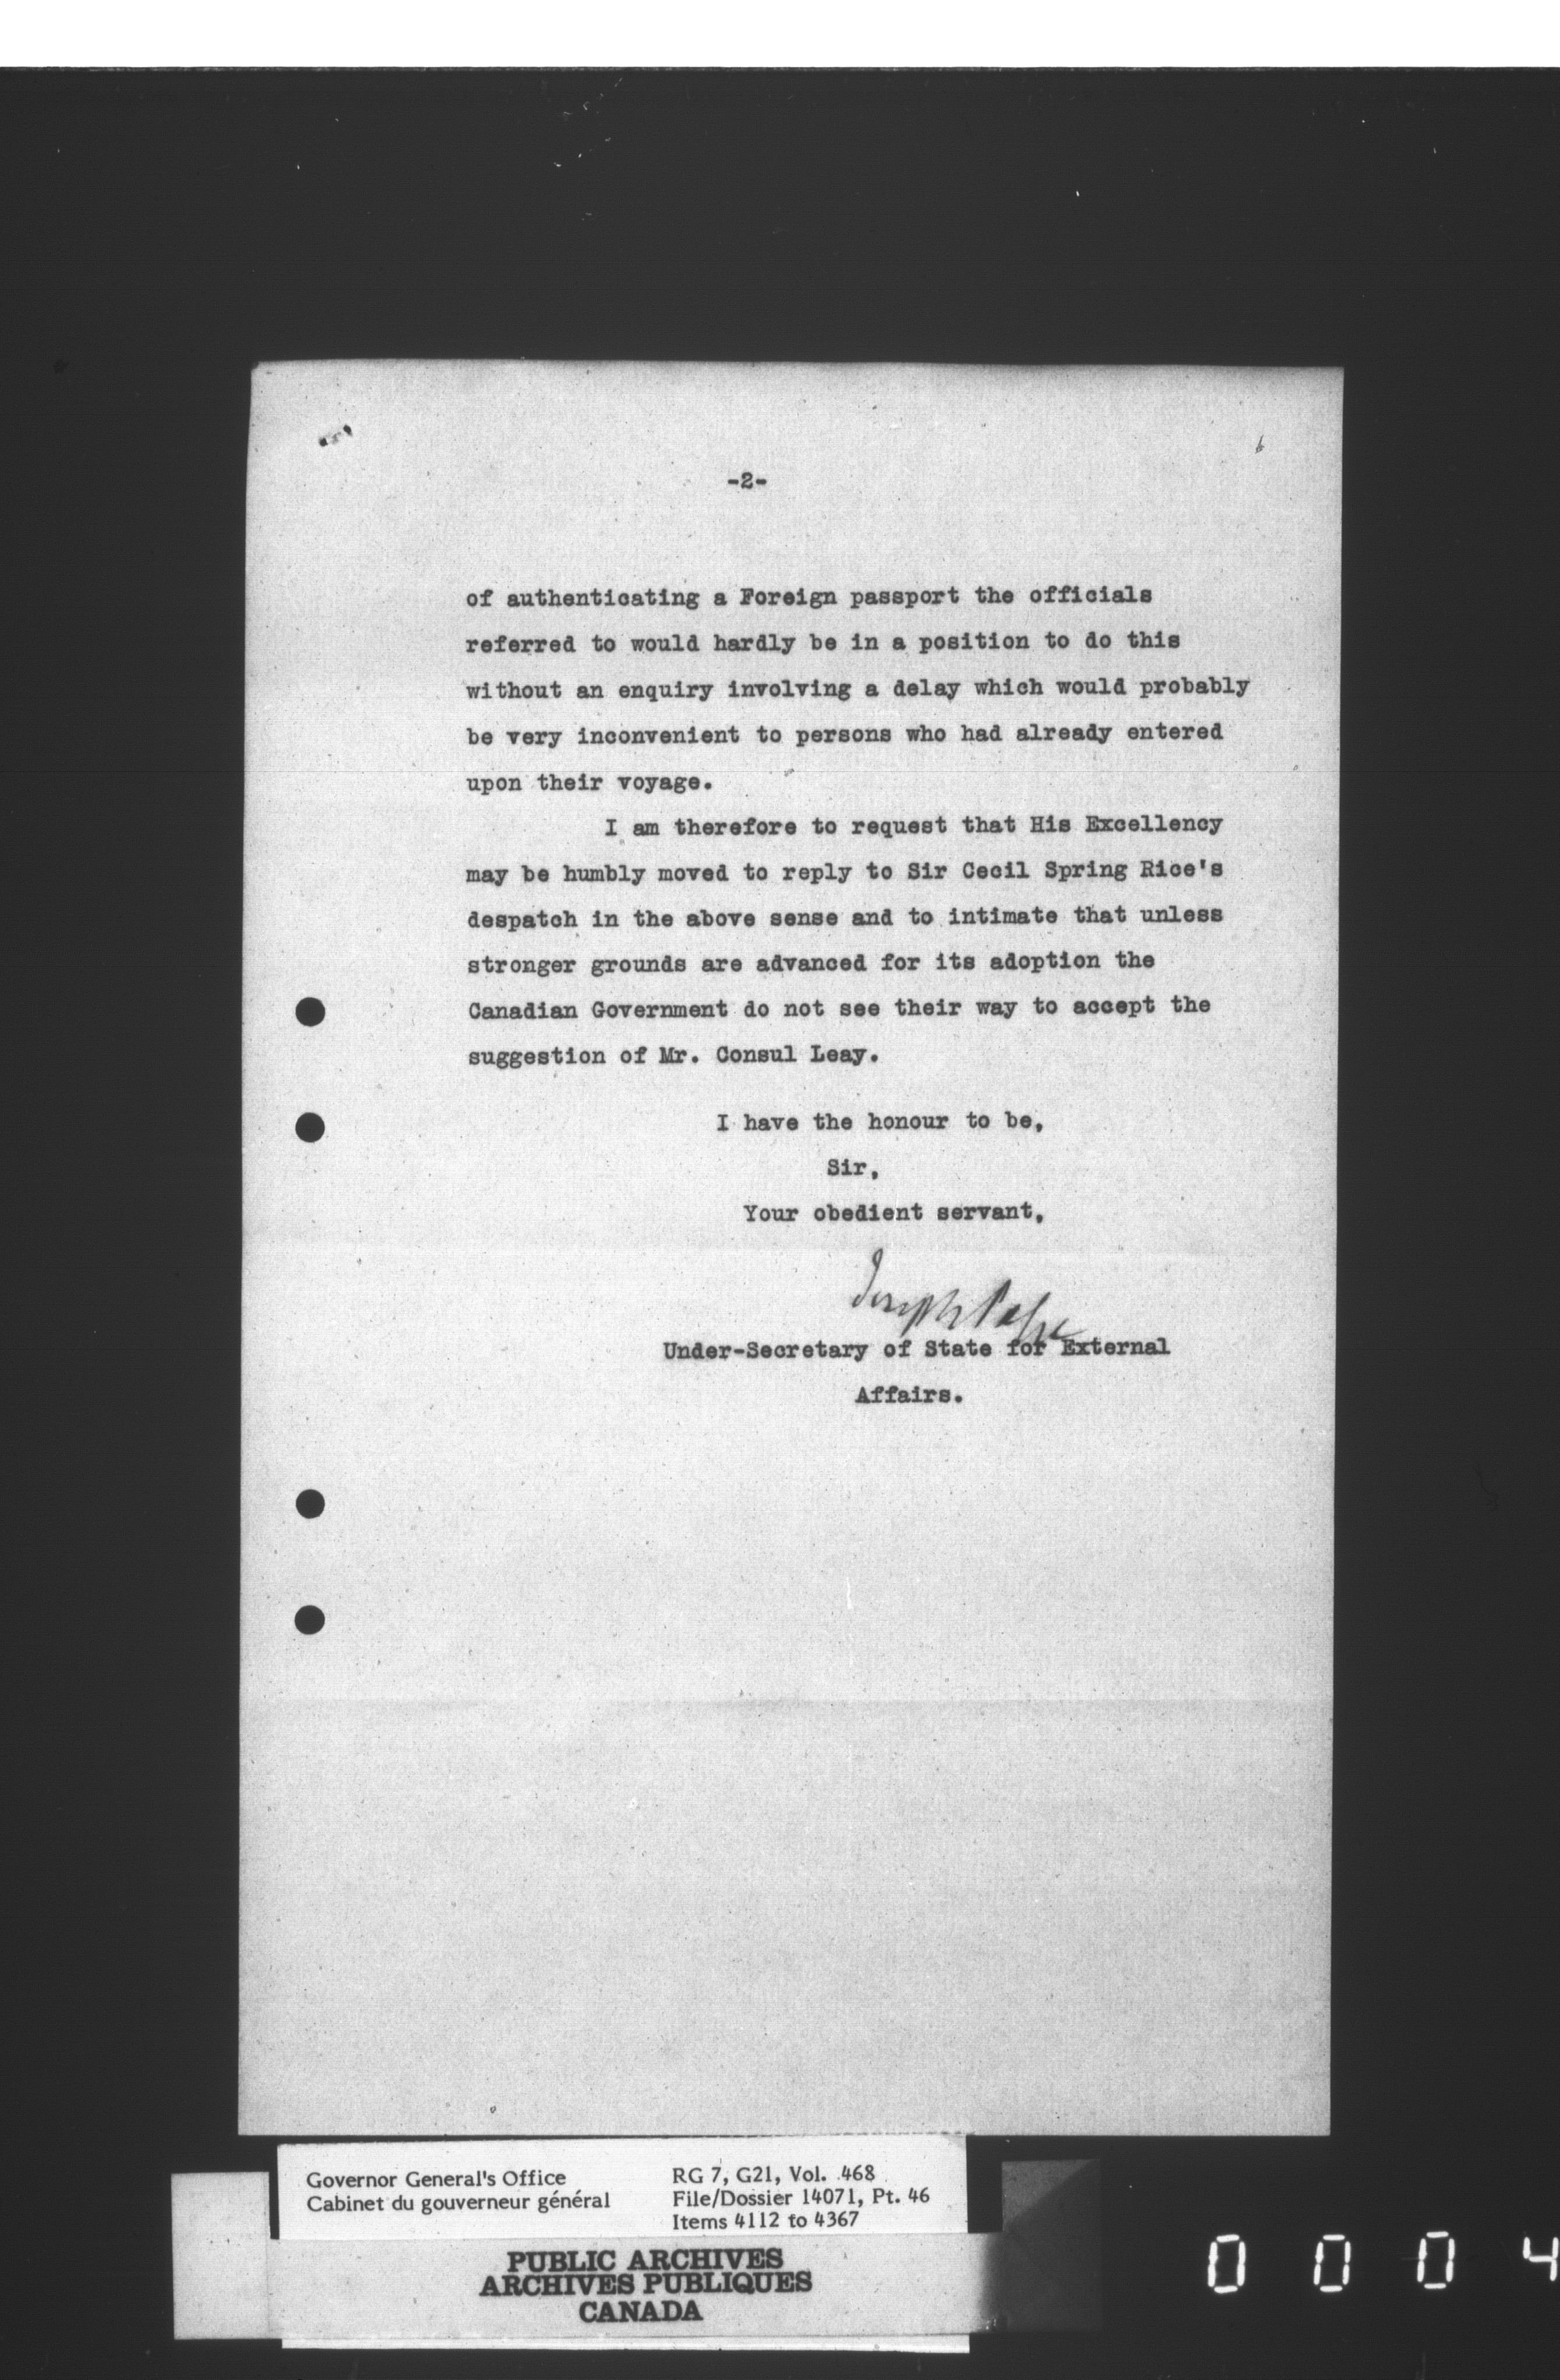 6
-2-
of authenticating a Foreign passport the officials
referred to would hardly be in a position to do this
without an enquiry involving a delay which would probably
be very inconvenient to persons who had already entered
upon their voyage.
I am therefore to request that His Excellency
may be humbly moved to reply to Sir Cecil Spring Rice's
despatch in the above sense and to intimate that unless
stronger grounds are advanced for its adoption the
Canadian Government do not see their way to accept the
suggestion of Mr. Consul Leay.
I have the honour to be,
Sir,
Your obedient servant,
Joseph Pope
Under-Secretary of State for External
Affairs.
Governor General's Office
Cabinet du gouverneur général
RG 7, G21, Vol. 468
File/Dossier 14071, Pt. 46
Items 4112 to 4367
PUBLIC ARCHIVES
ARCHIVES PUBLIQUES
CANADA
0 0 0 4